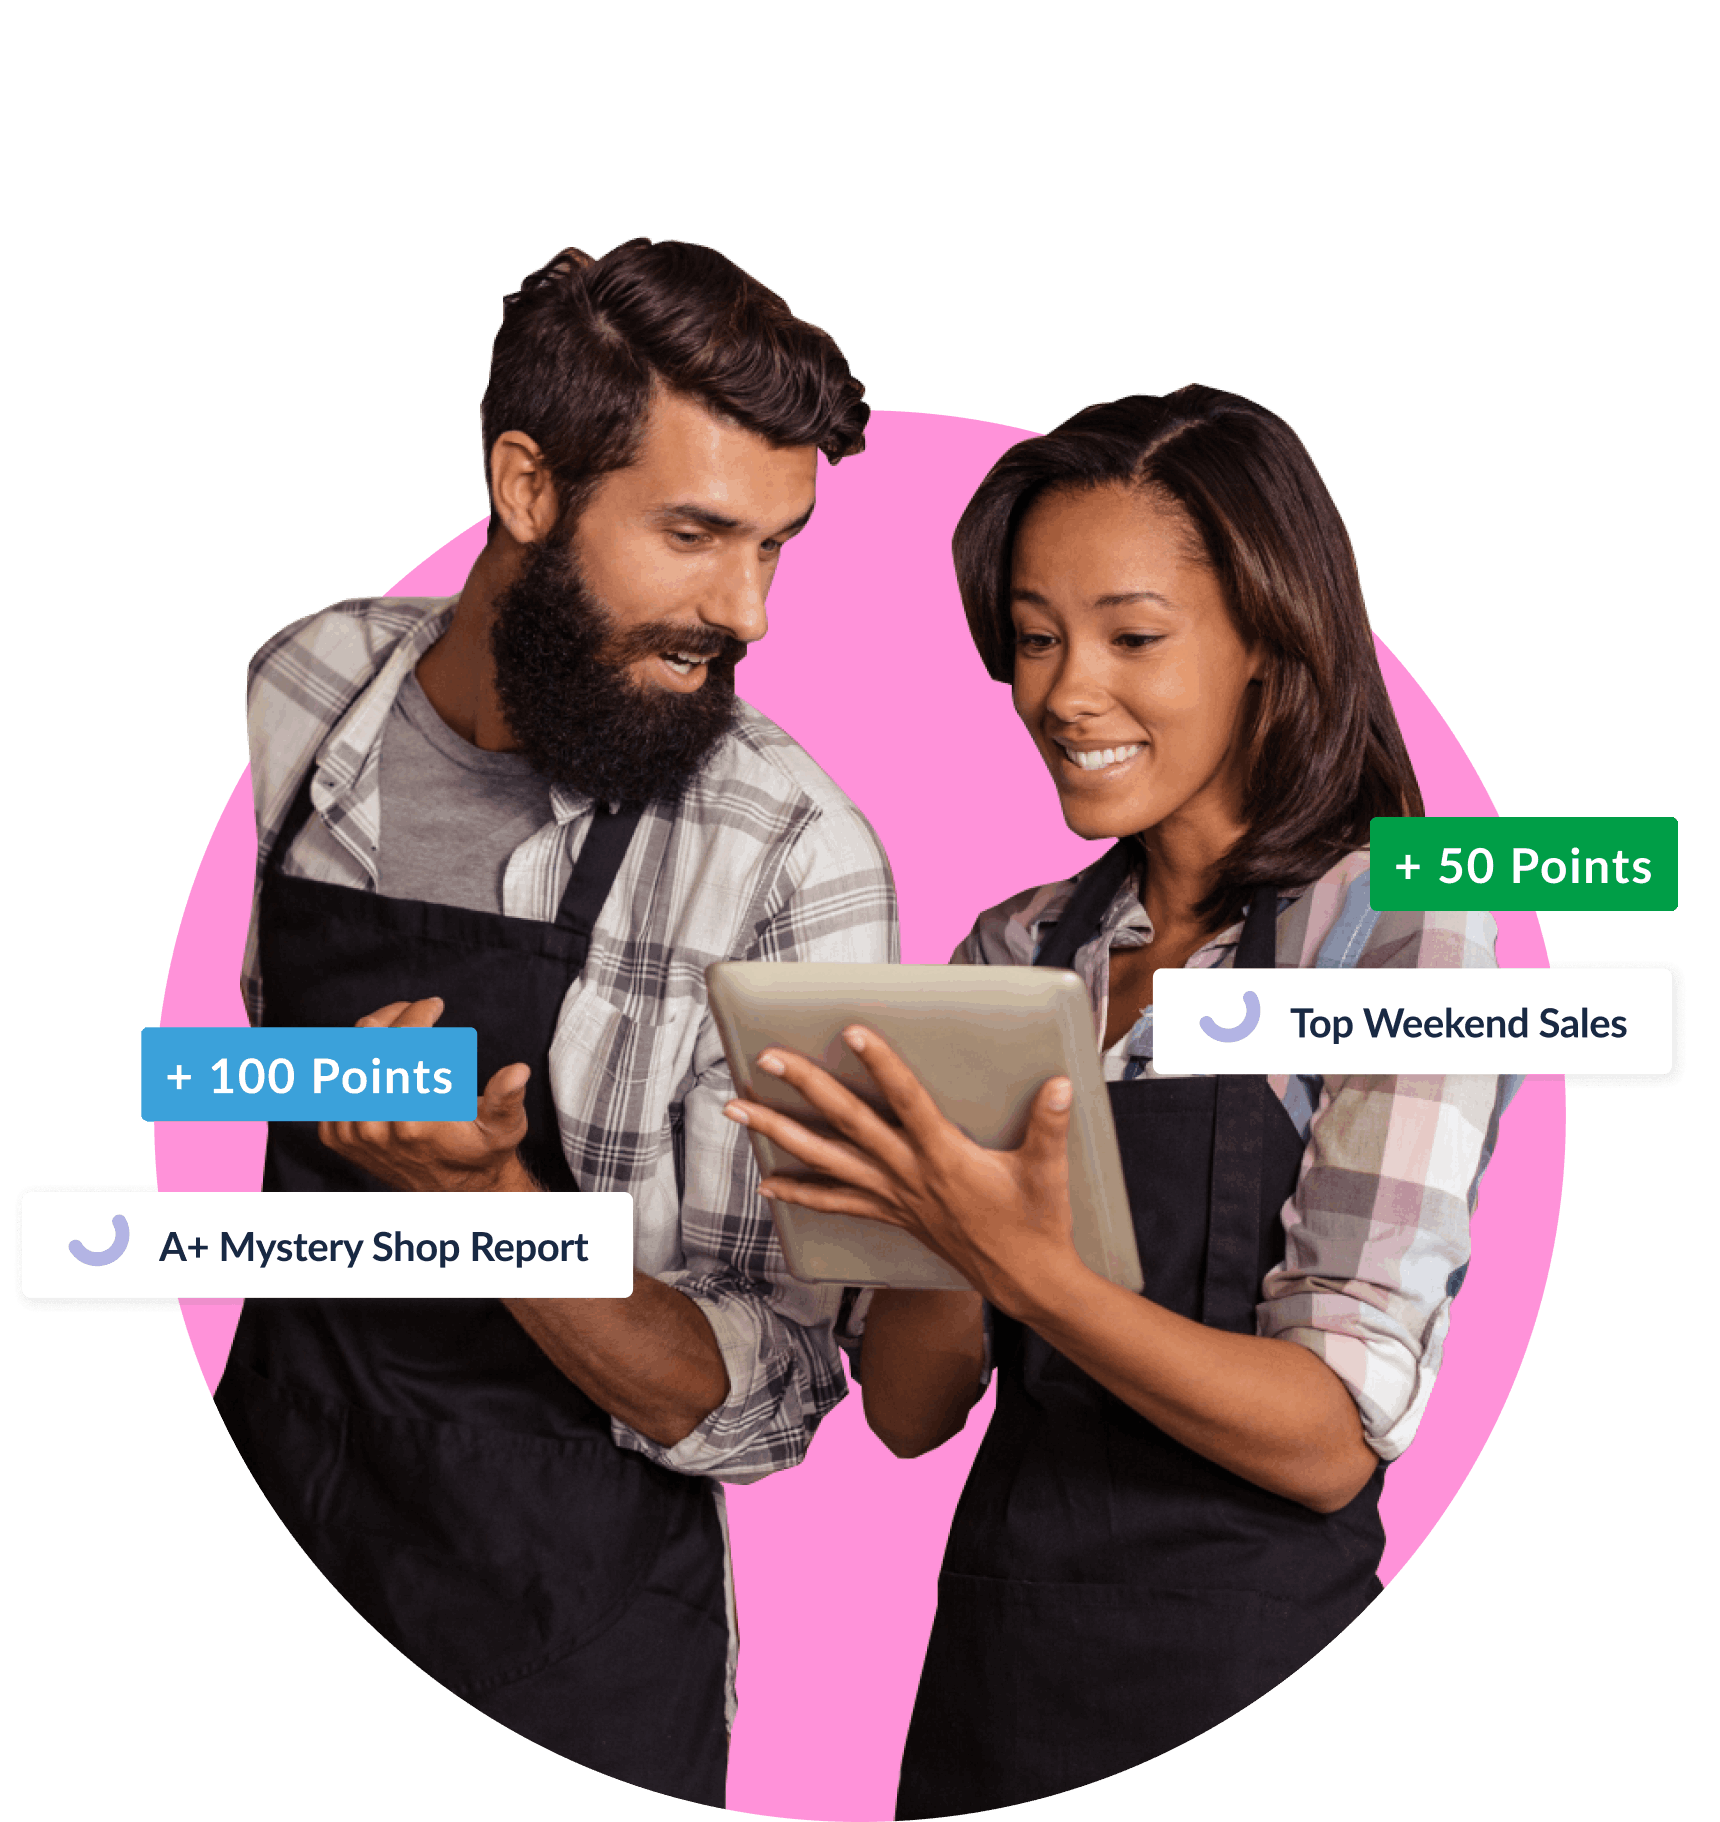 + 50 Points
Top Weekend Sales
+ 100 Points
A+ Mystery Shop Report